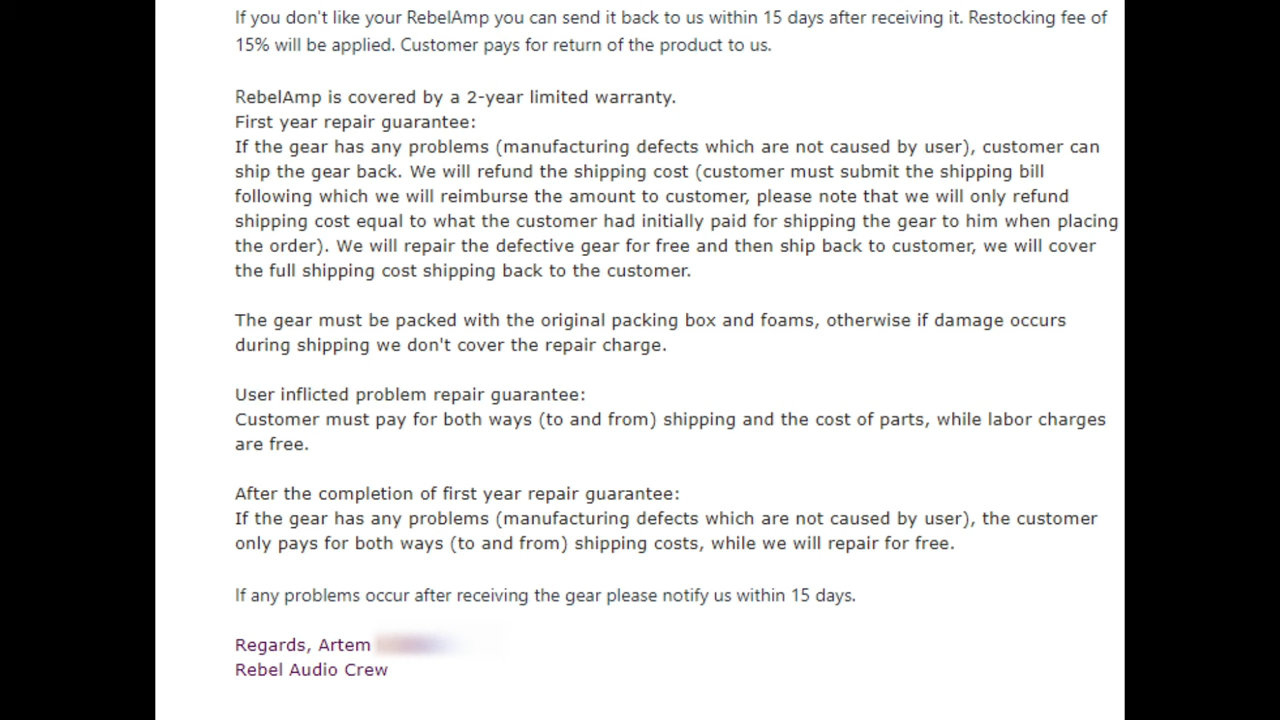 If you don't like your RebelAmp you can send it back to us within 15 days after receiving it. Restocking fee of
15% will be applied. Customer pays for return of the product to us.
RebelAmp is covered by a 2-year limited warranty.
First year repair guarantee:
If the gear has any problems (manufacturing defects which are not caused by user), customer can
ship the gear back. We will refund the shipping cost (customer must submit the shipping bill
following which we will reimburse the amount to customer, please note that we will only refund
shipping cost equal to what the customer had initially paid for shipping the gear to him when placing
the order). We will repair the defective gear for free and then ship back to customer, we will cover
the full shipping cost shipping back to the customer.
The gear must be packed with the original packing box and foams, otherwise if damage occurs
during shipping we don't cover the repair charge.
User inflicted problem repair guarantee:
Customer must pay for both ways (to and from) shipping and the cost of parts, while labor charges
are free.
After the completion of first year repair guarantee:
If the gear has any problems (manufacturing defects which are not caused by user), the customer
only pays for both ways (to and from) shipping costs, while we will repair for free.
If any problems occur after receiving the gear please notify us within 15 days.
Regards, Artem
Rebel Audio Crew